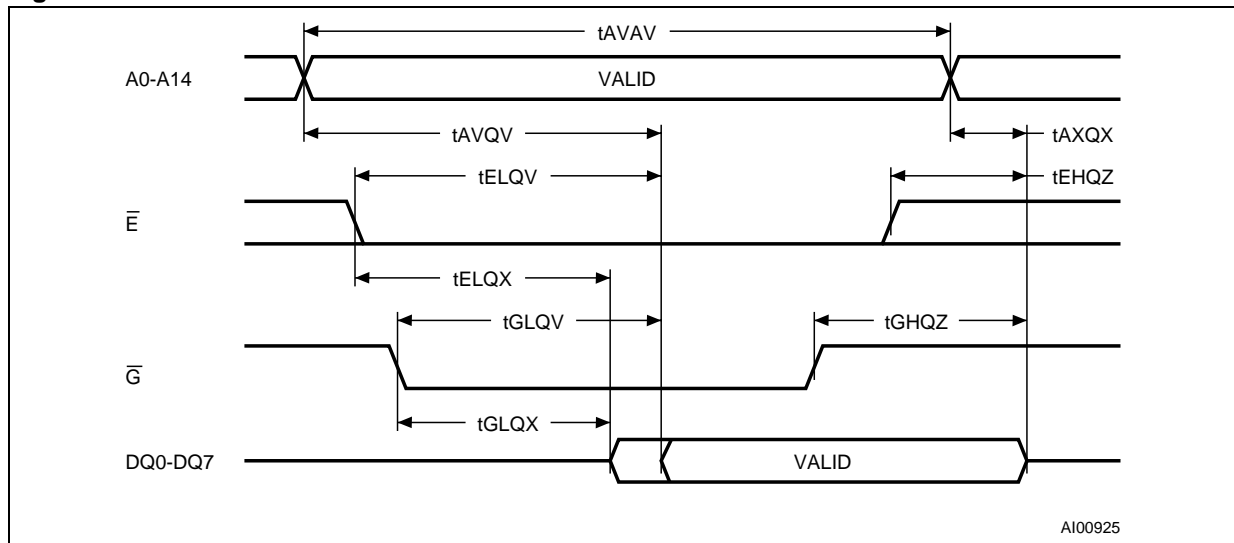 tAVAV
A0-A14
VALID
tAVQV
tAXQX
tELQV
tEHQZ
E̅
tELQX
tGLQV
tGHQZ
G̅
tGLQX
DQ0-DQ7
VALID
AI00925